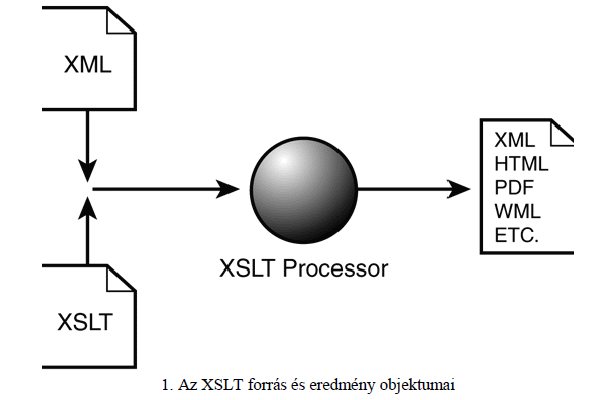 XML
XSLT
XSLT Processor
XML
HTML
PDF
WML
ETC.
1. Az XSLT forrás és eredmény objektumai